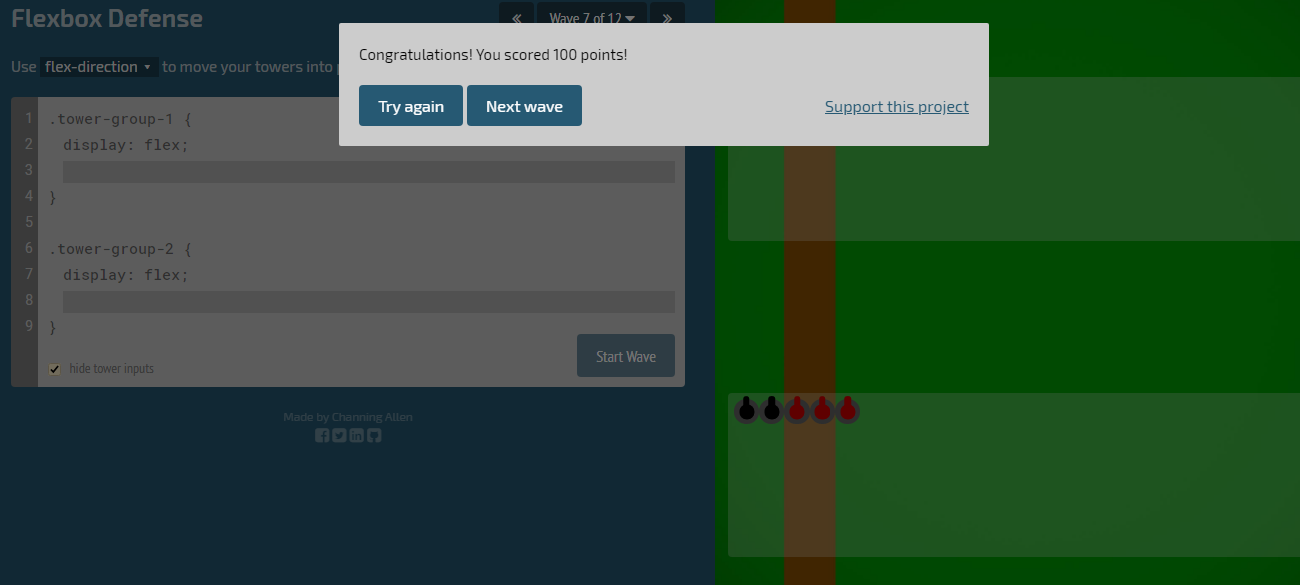 Flexbox Defense
« Wave 7 of 12 »
Congratulations! You scored 100 points!
Use flex-direction to move your towers into
Try again Next wave Support this project
1 .tower-group-1 {
2 display: flex;
3
4 }
5
6 .tower-group-2 {
7 display: flex;
8
9 }
Start Wave
hide tower inputs
Made by Channing Allen